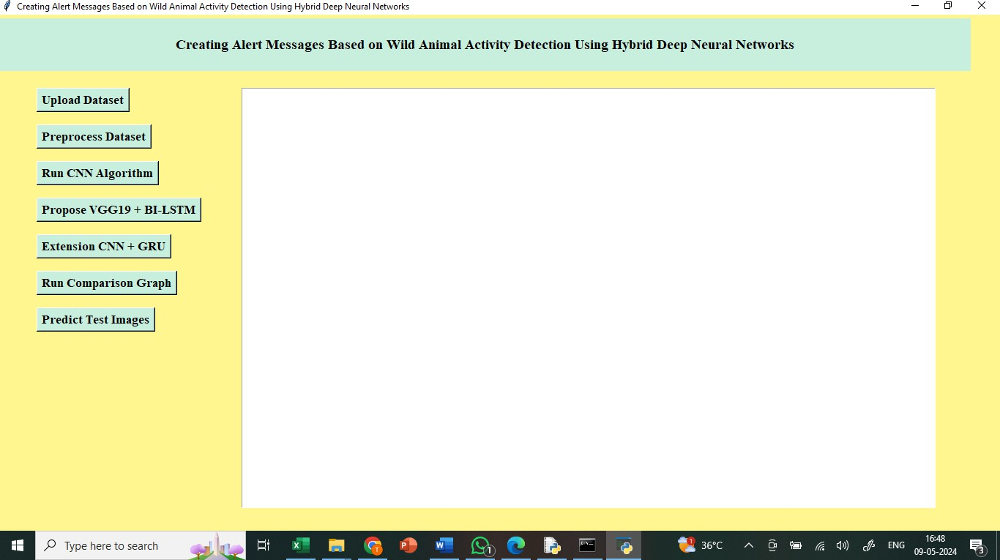 Creating Alert Messages Based on Wild Animal Activity Detection Using Hybrid Deep Neural Networks
Creating Alert Messages Based on Wild Animal Activity Detection Using Hybrid Deep Neural Networks
Upload Dataset
Preprocess Dataset
Run CNN Algorithm
Propose VGG19 + BI-LSTM
Extension CNN + GRU
Run Comparison Graph
Predict Test Images
Type here to search
1
1
36°C
ENG
16:48
09-05-2024
3